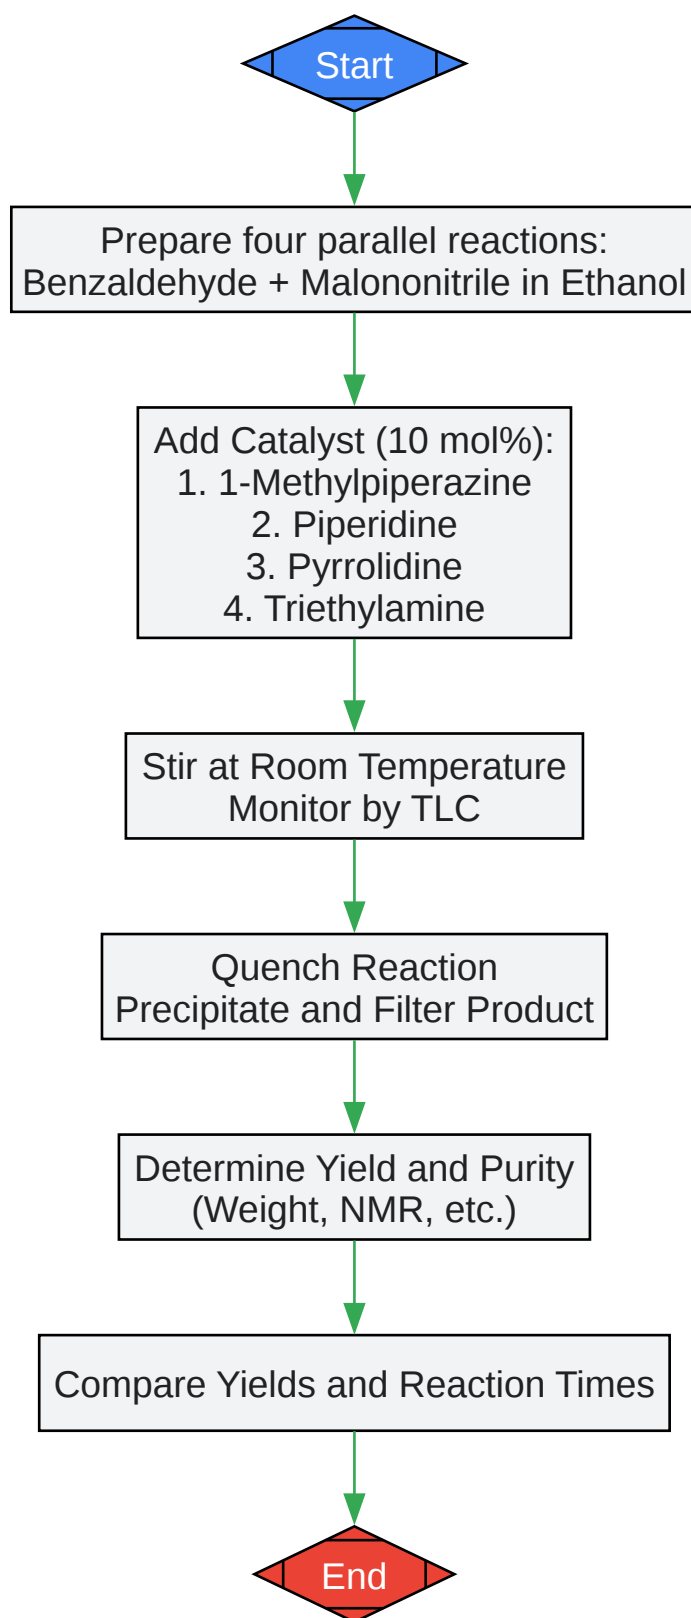 Start
Prepare four parallel reactions:
Benzaldehyde + Malononitrile in Ethanol
Add Catalyst (10 mol%):
1. 1-Methylpiperazine
2. Piperidine
3. Pyrrolidine
4. Triethylamine
Stir at Room Temperature
Monitor by TLC
Quench Reaction
Precipitate and Filter Product
Determine Yield and Purity
(Weight, NMR, etc.)
Compare Yields and Reaction Times
End